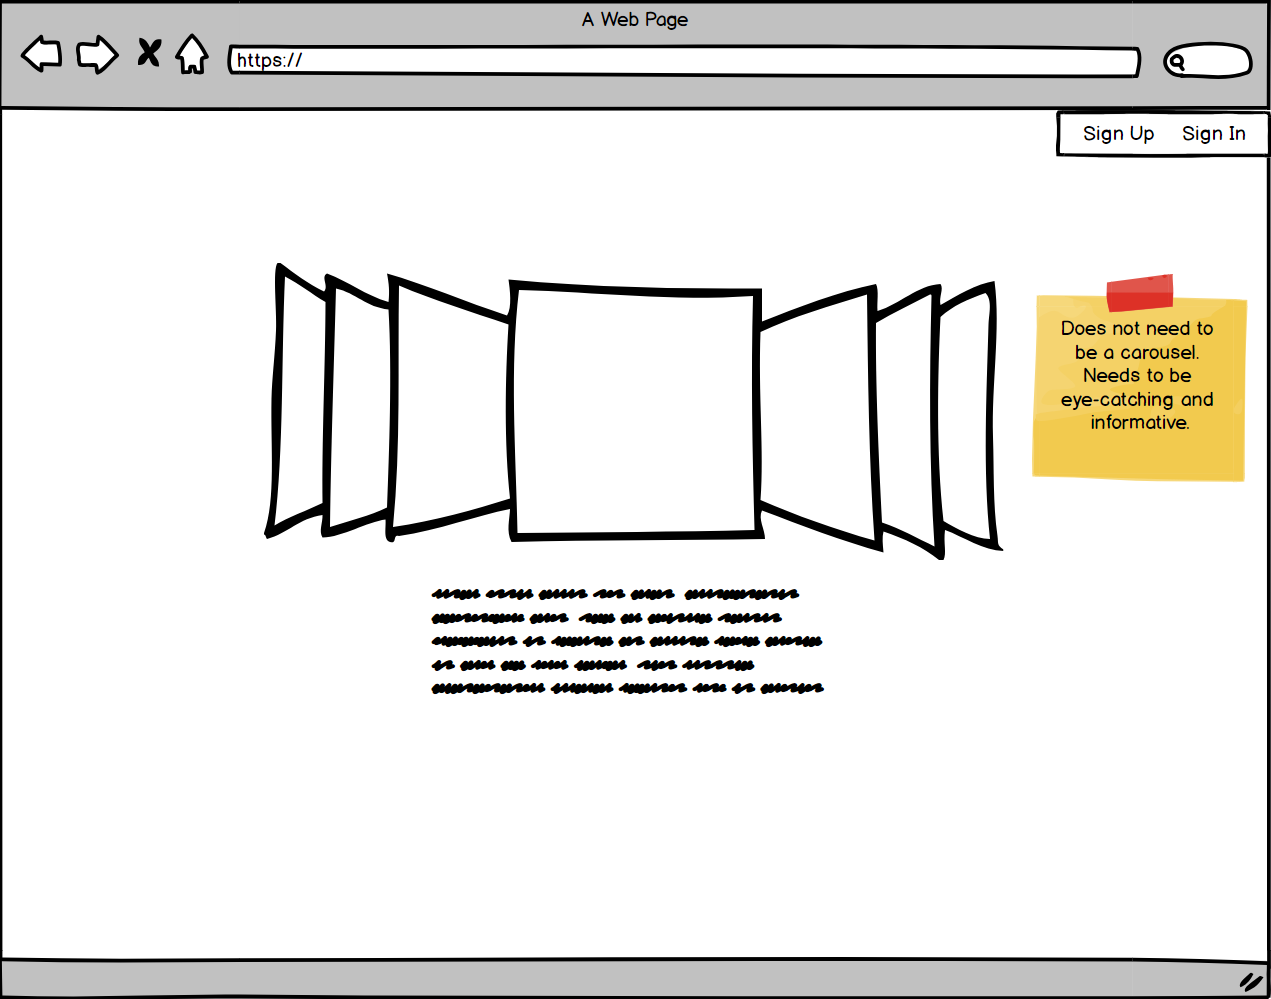 A Web Page
https://
Sign Up Sign In
Does not need to
be a carousel.
Needs to be
eye-catching and
informative.